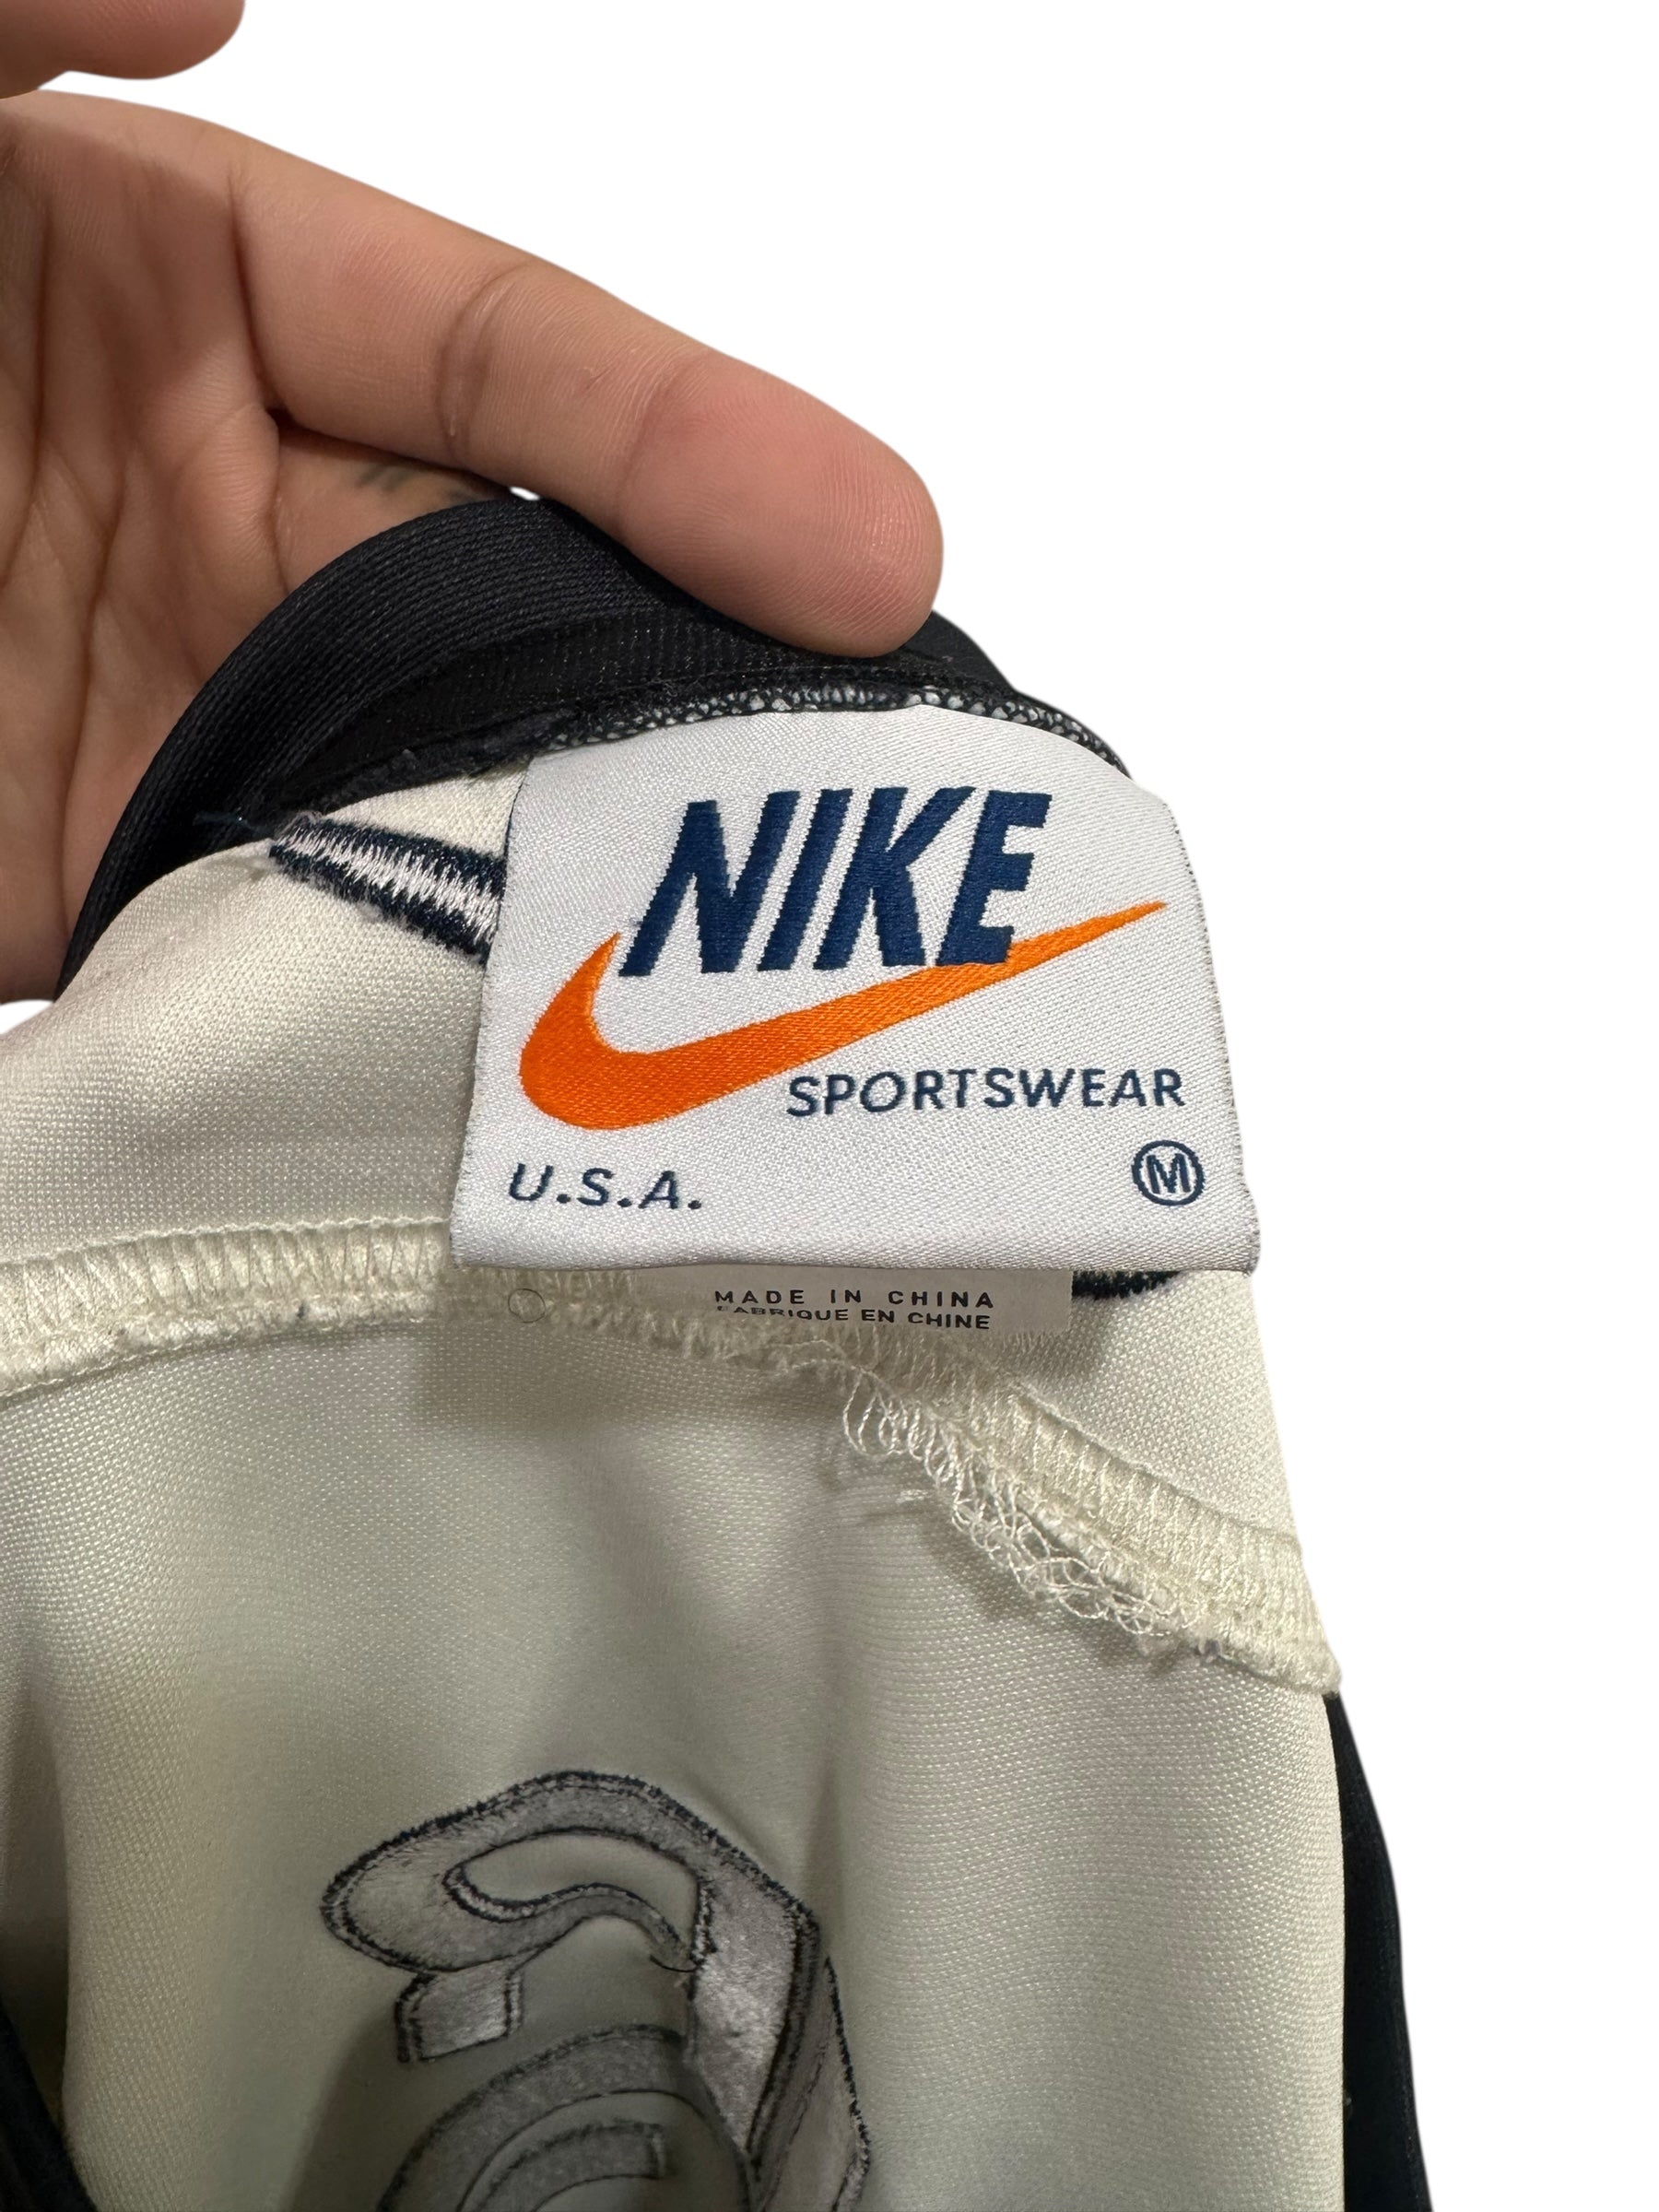 NIKE
SPORTSWEAR
U.S.A.
M
MADE IN CHINA
FABRIQUE EN CHINE